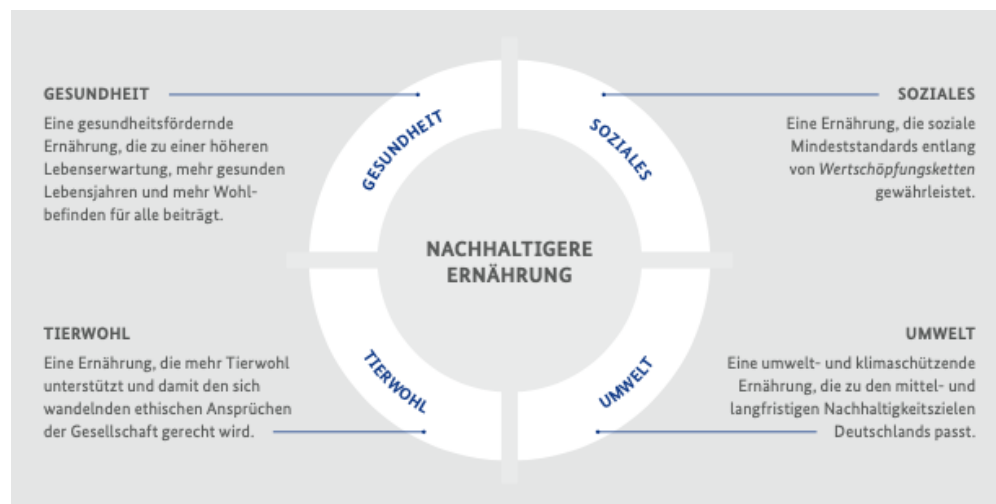 GESUNDHEIT
Eine gesundheitsfördernde
Ernährung, die zu einer höheren
Lebenserwartung, mehr gesunden
Lebensjahren und mehr Wohl-
befinden für alle beiträgt.
SOZIALES
Eine Ernährung, die soziale
Mindeststandards entlang
von Wertschöpfungsketten
gewährleistet.
GESUNDHEIT
SOZIALES
NACHHALTIGERE
ERNÄHRUNG
TIERWOHL
UMWELT
TIERWOHL
Eine Ernährung, die mehr Tierwohl
unterstützt und damit den sich
wandelnden ethischen Ansprüchen
der Gesellschaft gerecht wird.
UMWELT
Eine umwelt- und klimaschützende
Ernährung, die zu den mittel- und
langfristigen Nachhaltigkeitszielen
Deutschlands passt.